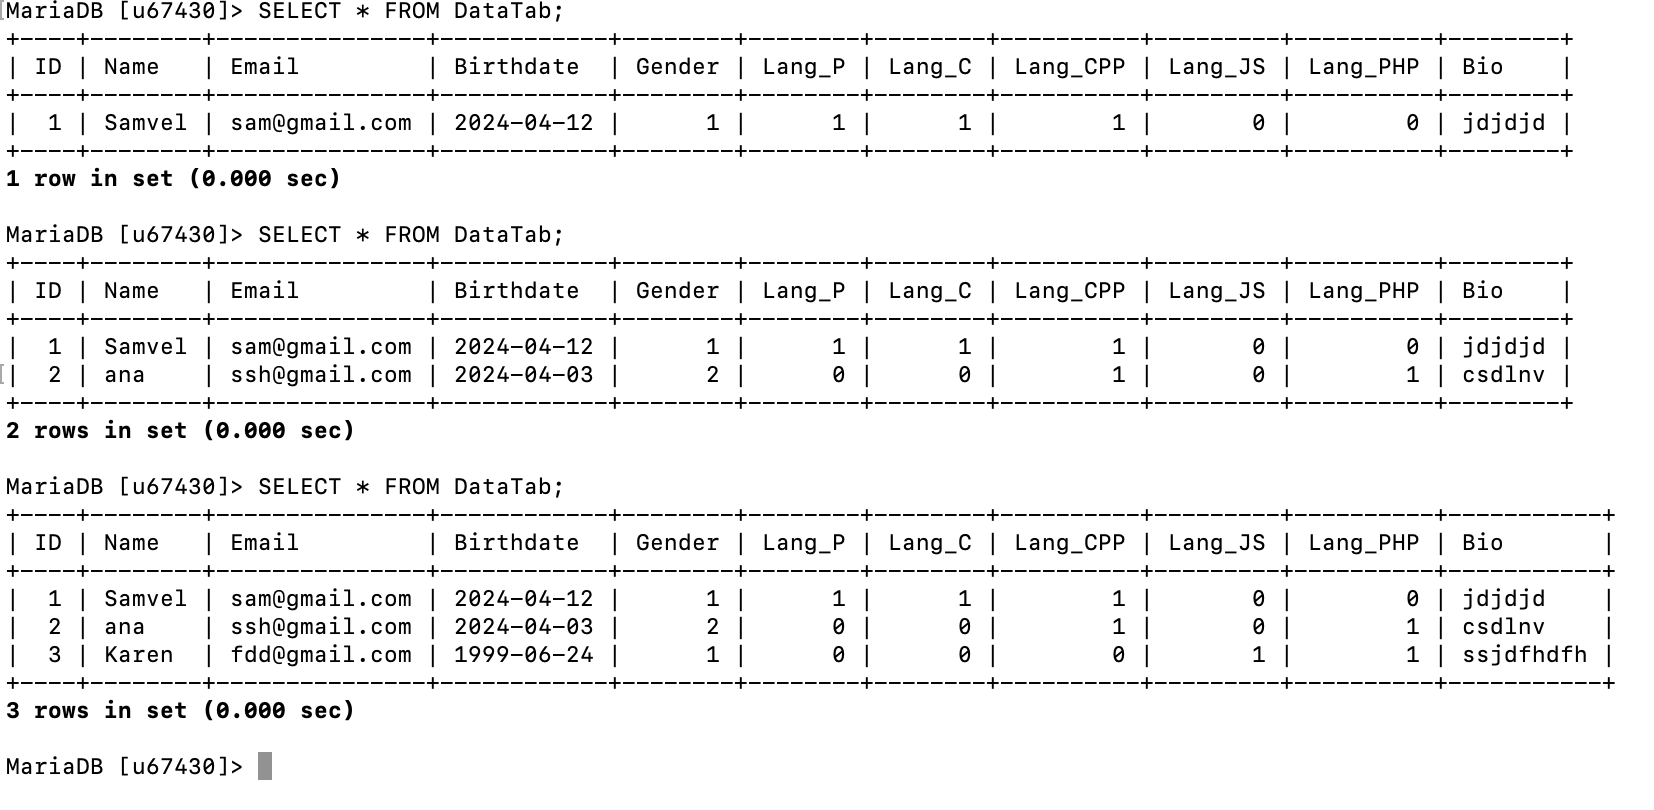 MariaDB [u67430]> SELECT * FROM DataTab;
+----+--------+---------------+------------+--------+--------+--------+----------+---------+----------+--------+
| ID | Name   | Email         | Birthdate  | Gender | Lang_P | Lang_C | Lang_CPP | Lang_JS | Lang_PHP | Bio    |
+----+--------+---------------+------------+--------+--------+--------+----------+---------+----------+--------+
|  1 | Samvel | sam@gmail.com | 2024-04-12 |      1 |      1 |      1 |        1 |       0 |        0 | jdjdjd |
+----+--------+---------------+------------+--------+--------+--------+----------+---------+----------+--------+
1 row in set (0.000 sec)

MariaDB [u67430]> SELECT * FROM DataTab;
+----+--------+---------------+------------+--------+--------+--------+----------+---------+----------+--------+
| ID | Name   | Email         | Birthdate  | Gender | Lang_P | Lang_C | Lang_CPP | Lang_JS | Lang_PHP | Bio    |
+----+--------+---------------+------------+--------+--------+--------+----------+---------+----------+--------+
|  1 | Samvel | sam@gmail.com | 2024-04-12 |      1 |      1 |      1 |        1 |       0 |        0 | jdjdjd |
|  2 | ana    | ssh@gmail.com | 2024-04-03 |      2 |      0 |      0 |        1 |       0 |        1 | csdlnv |
+----+--------+---------------+------------+--------+--------+--------+----------+---------+----------+--------+
2 rows in set (0.000 sec)

MariaDB [u67430]> SELECT * FROM DataTab;
+----+--------+---------------+------------+--------+--------+--------+----------+---------+----------+-----------+
| ID | Name   | Email         | Birthdate  | Gender | Lang_P | Lang_C | Lang_CPP | Lang_JS | Lang_PHP | Bio       |
+----+--------+---------------+------------+--------+--------+--------+----------+---------+----------+-----------+
|  1 | Samvel | sam@gmail.com | 2024-04-12 |      1 |      1 |      1 |        1 |       0 |        0 | jdjdjd    |
|  2 | ana    | ssh@gmail.com | 2024-04-03 |      2 |      0 |      0 |        1 |       0 |        1 | csdlnv    |
|  3 | Karen  | fdd@gmail.com | 1999-06-24 |      1 |      0 |      0 |        0 |       1 |        1 | ssjdfhdfh |
+----+--------+---------------+------------+--------+--------+--------+----------+---------+----------+-----------+
3 rows in set (0.000 sec)

MariaDB [u67430]>